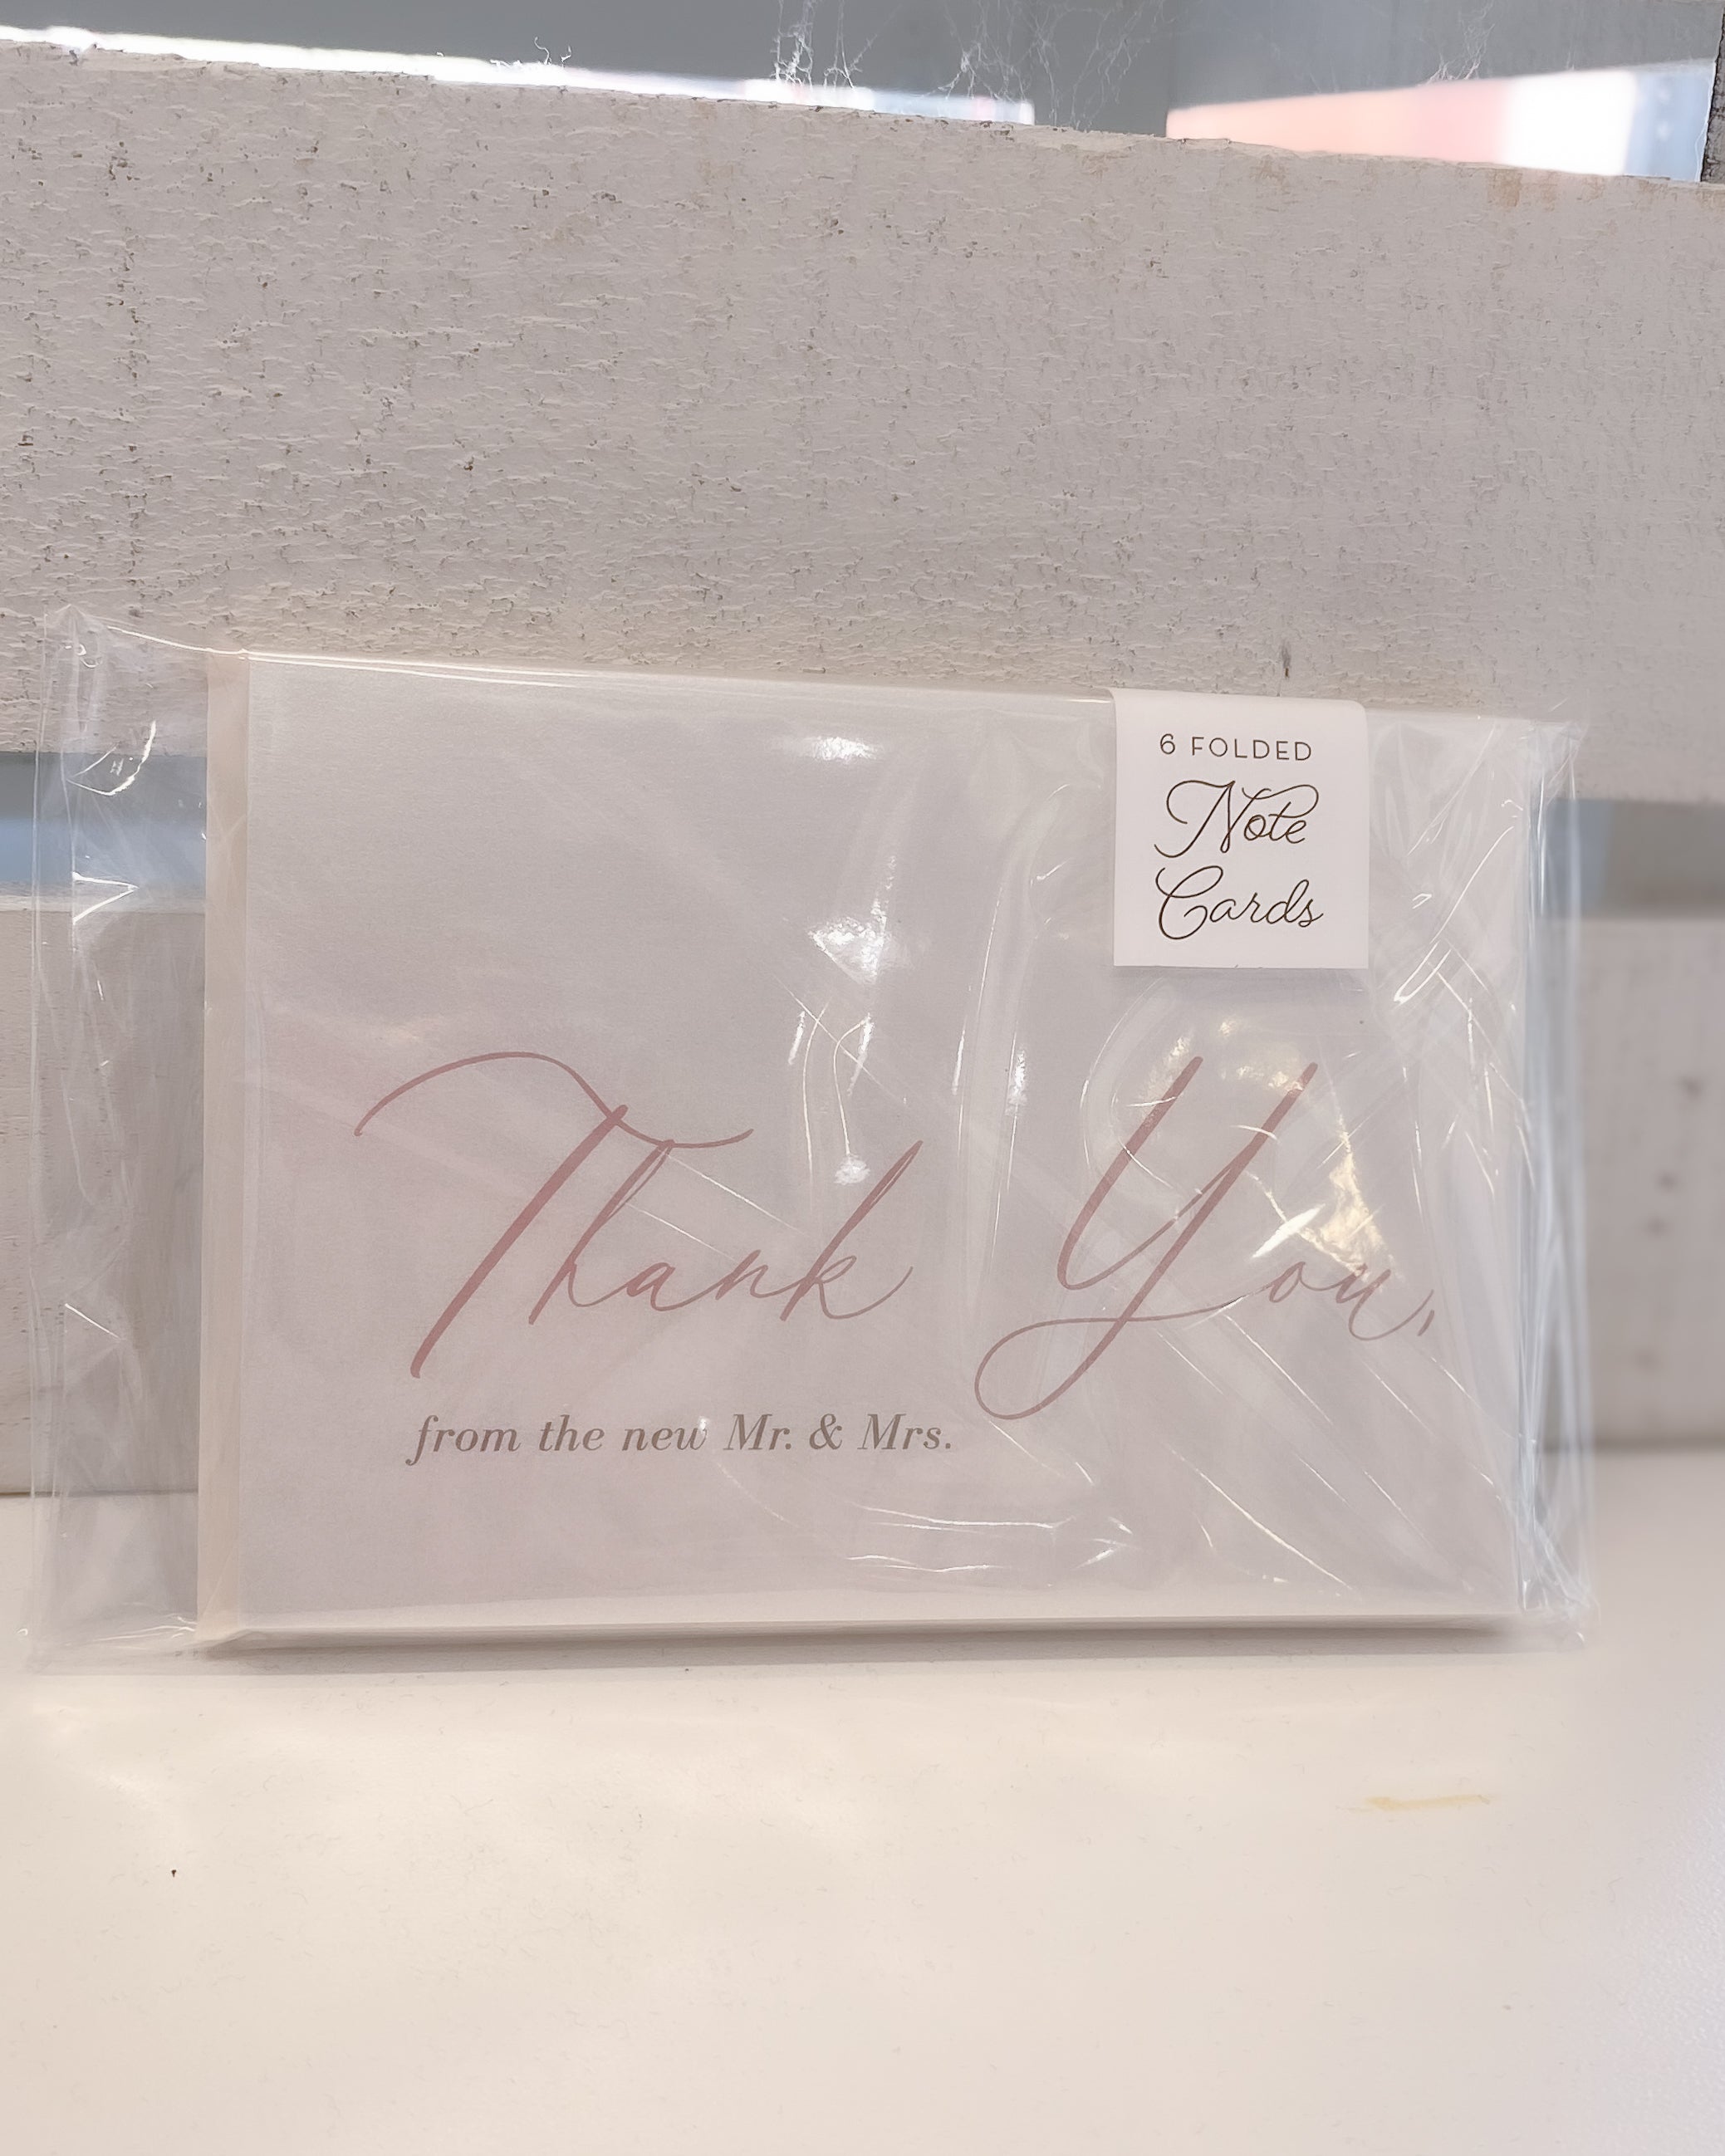 6 FOLDED
Note
Cards
Thank You,
from the new Mr. & Mrs.